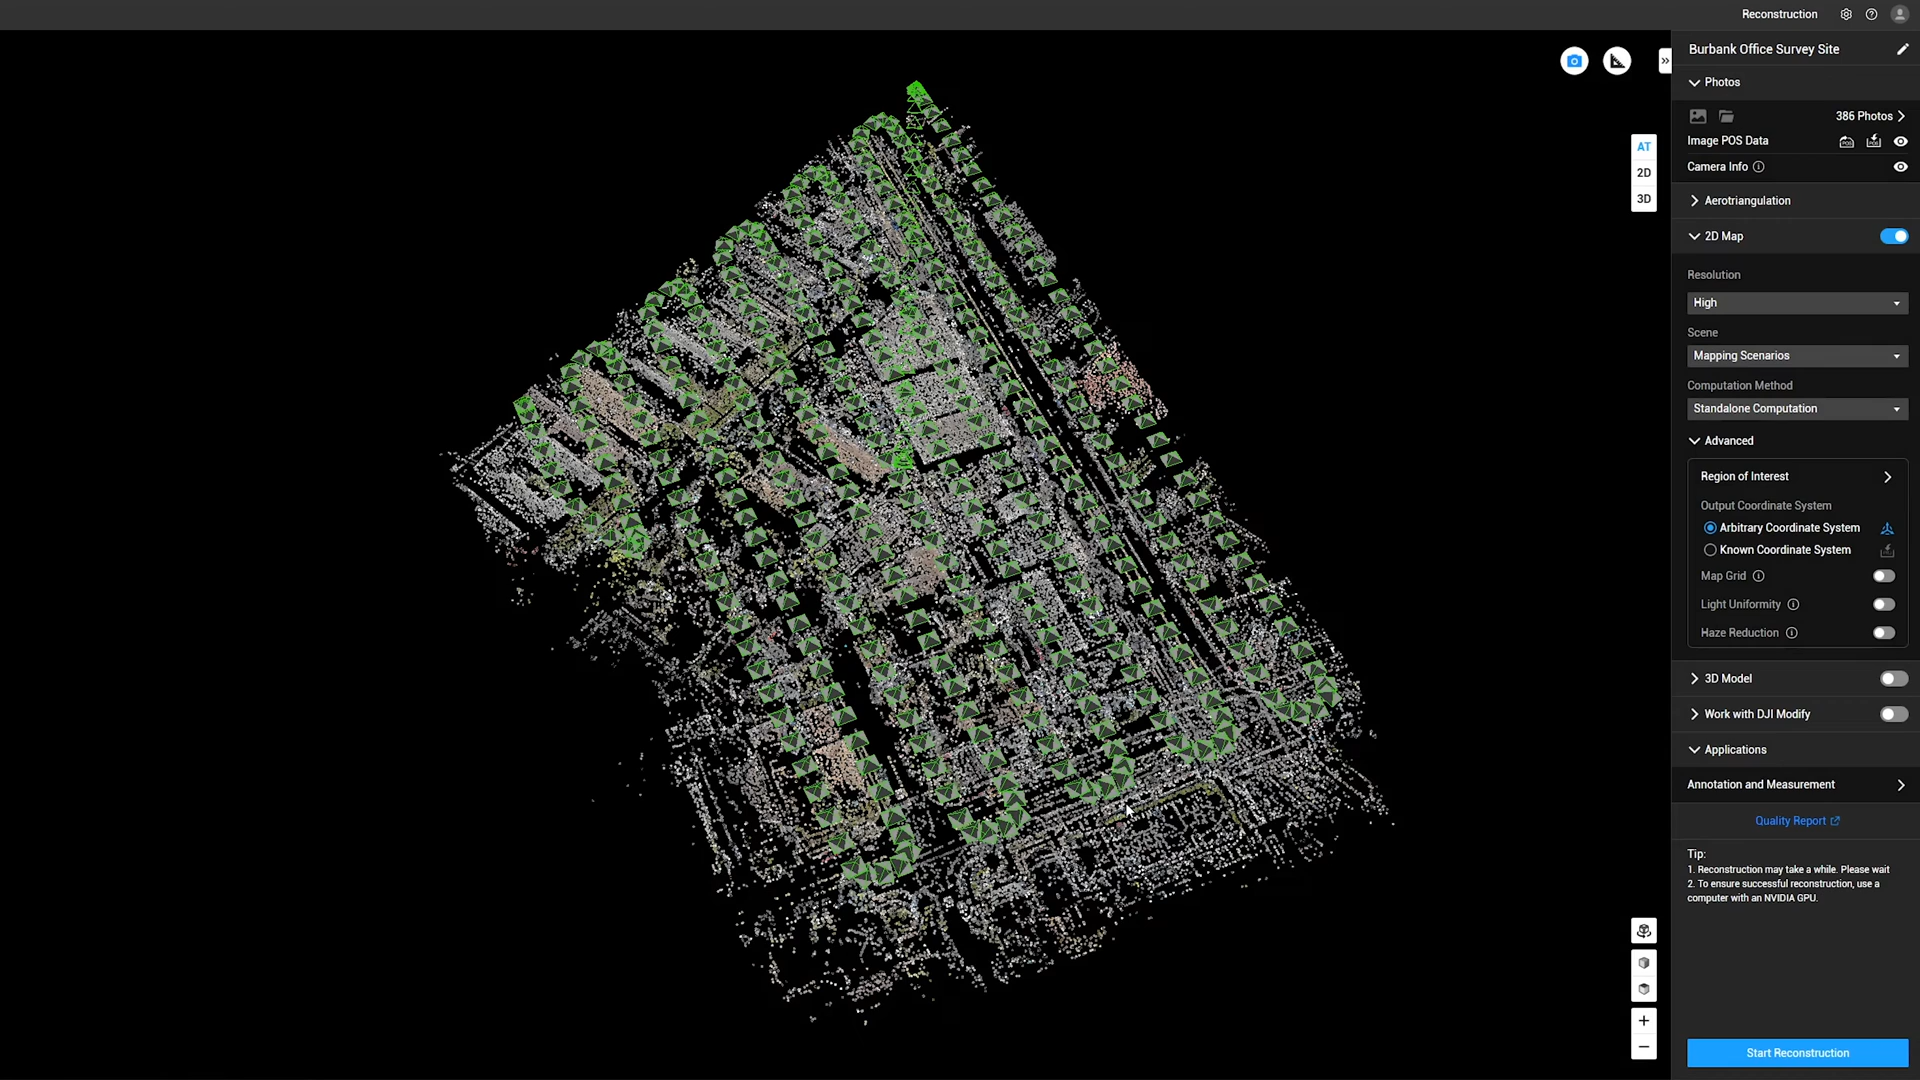 Reconstruction
Burbank Office Survey Site
Photos
386 Photos
Image POS Data
Camera Info
AT
2D
3D
Aerotriangulation
2D Map
Resolution
High
Scene
Mapping Scenarios
Computation Method
Standalone Computation
Advanced
Region of Interest
Output Coordinate System
Arbitrary Coordinate System
Known Coordinate System
Map Grid
Light Uniformity
Haze Reduction
3D Model
Work with DJI Modify
Applications
Annotation and Measurement
Quality Report
Tip:
1. Reconstruction may take a while. Please wait
2. To ensure successful reconstruction, use a
computer with an NVIDIA GPU.
Start Reconstruction